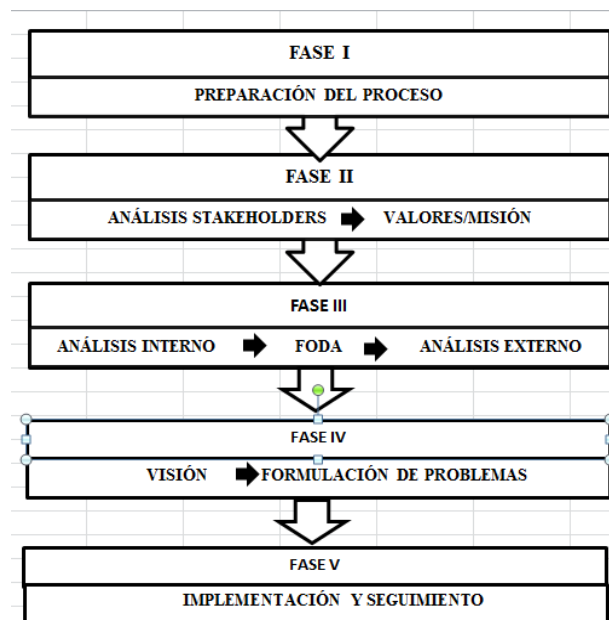 FASE I
PREPARACIÓN DEL PROCESO
FASE II
ANÁLISIS STAKEHOLDERS VALORES/MISIÓN
FASE III
ANÁLISIS INTERNO FODA ANÁLISIS EXTERNO
FASE IV
VISIÓN FORMULACIÓN DE PROBLEMAS
FASE V
IMPLEMENTACIÓN Y SEGUIMIENTO